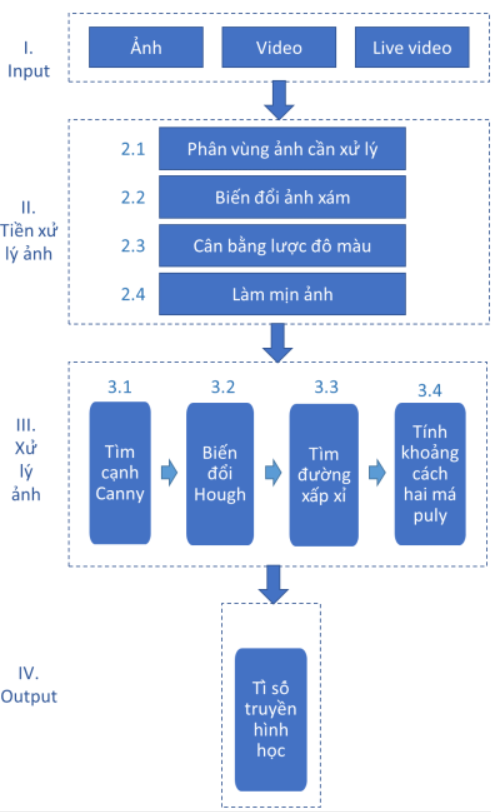 I.
Input
Ảnh
Video
Live video
II.
Tiền xử
lý ảnh
2.1
Phân vùng ảnh cần xử lý
2.2
Biến đổi ảnh xám
2.3
Cân bằng lược đô màu
2.4
Làm mịn ảnh
III.
Xử
lý
ảnh
3.1
Tìm
cạnh
Canny
3.2
Biến
đổi
Hough
3.3
Tìm
đường
xấp xỉ
3.4
Tính
khoảng
cách
hai má
puly
IV.
Output
Tỉ số
truyền
hình
học